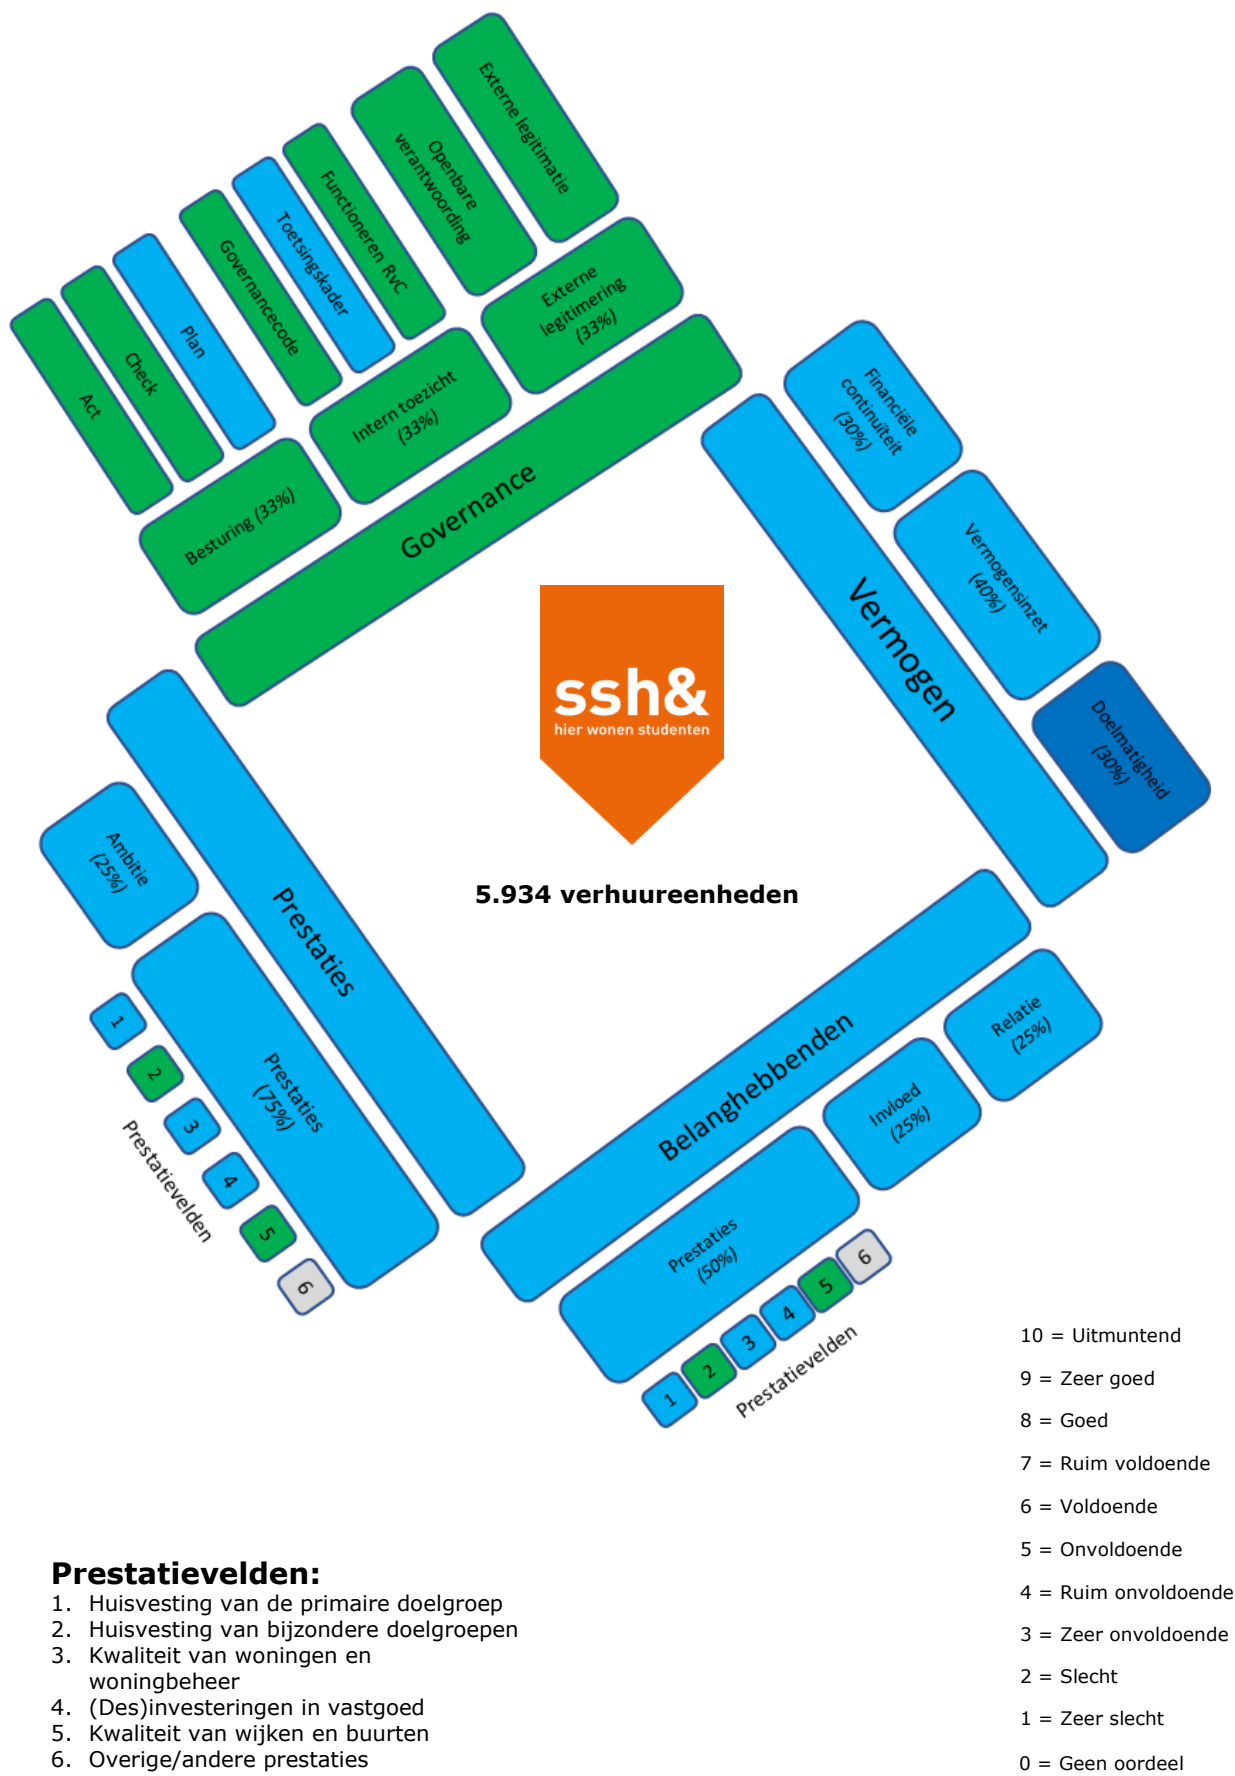 Externe legitimatie
Openbare
verantwoording
Functioneren RvC
Toetsingskader
Governancecode
Plan
Check
Act
Externe
legitimering
(33%)
Intern toezicht
(33%)
Besturing (33%)
Governance
Financiële
continuïteit
(30%)
Vermogensinzet
(40%)
Doelmatigheid
(30%)
Vermogen
ssh&
hier wonen studenten
5.934 verhuureenheden
Ambitie
(25%)
Prestaties
Prestaties
(75%)
1
2
3
4
5
6
Prestatievelden
Belanghebbenden
Relatie
(25%)
Invloed
(25%)
Prestaties
(50%)
1
2
3
4
5
6
Prestatievelden
10 = Uitmuntend
9 = Zeer goed
8 = Goed
7 = Ruim voldoende
6 = Voldoende
5 = Onvoldoende
4 = Ruim onvoldoende
3 = Zeer onvoldoende
2 = Slecht
1 = Zeer slecht
0 = Geen oordeel
Prestatievelden:
1. Huisvesting van de primaire doelgroep
2. Huisvesting van bijzondere doelgroepen
3. Kwaliteit van woningen en
woningbeheer
4. (Des)investeringen in vastgoed
5. Kwaliteit van wijken en buurten
6. Overige/andere prestaties